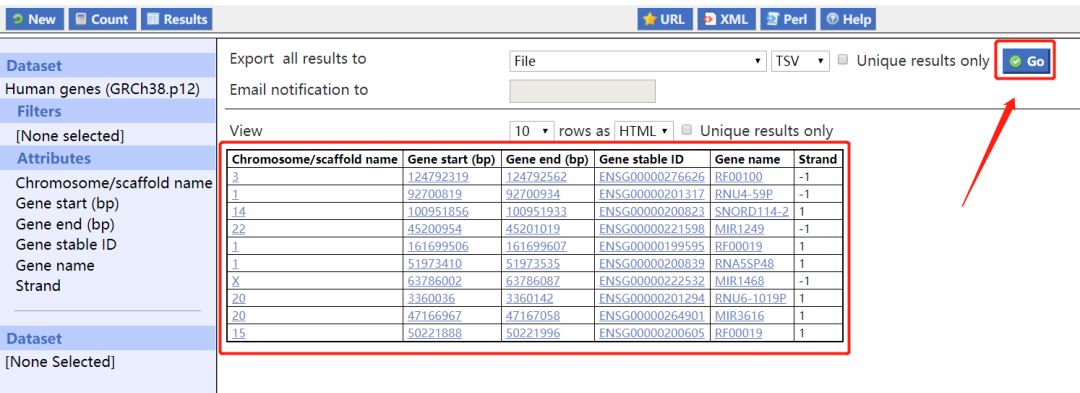 New Count Results URL XML Perl Help
Dataset
Human genes (GRCh38.p12)
Filters
[None selected]
Attributes
Chromosome/scaffold name
Gene start (bp)
Gene end (bp)
Gene stable ID
Gene name
Strand
Dataset
[None Selected]
Export all results to File TSV Unique results only Go
Email notification to
View 10 rows as HTML Unique results only
Chromosome/scaffold name Gene start (bp) Gene end (bp) Gene stable ID Gene name Strand
3 124792319 124792562 ENSG00000276626 RF00100 -1
1 92700819 92700934 ENSG00000201317 RNU4-59P -1
14 100951856 100951933 ENSG00000200823 SNORD114-2 1
22 45200954 45201019 ENSG00000221598 MIR1249 -1
1 161699506 161699607 ENSG00000199595 RF00019 1
1 51973410 51973535 ENSG00000200839 RNA5SP48 1
X 63786002 63786087 ENSG00000222532 MIR1468 -1
20 3360036 3360142 ENSG00000201294 RNU6-1019P 1
20 47166967 47167058 ENSG00000264901 MIR3616 1
15 50221888 50221996 ENSG00000200605 RF00019 1